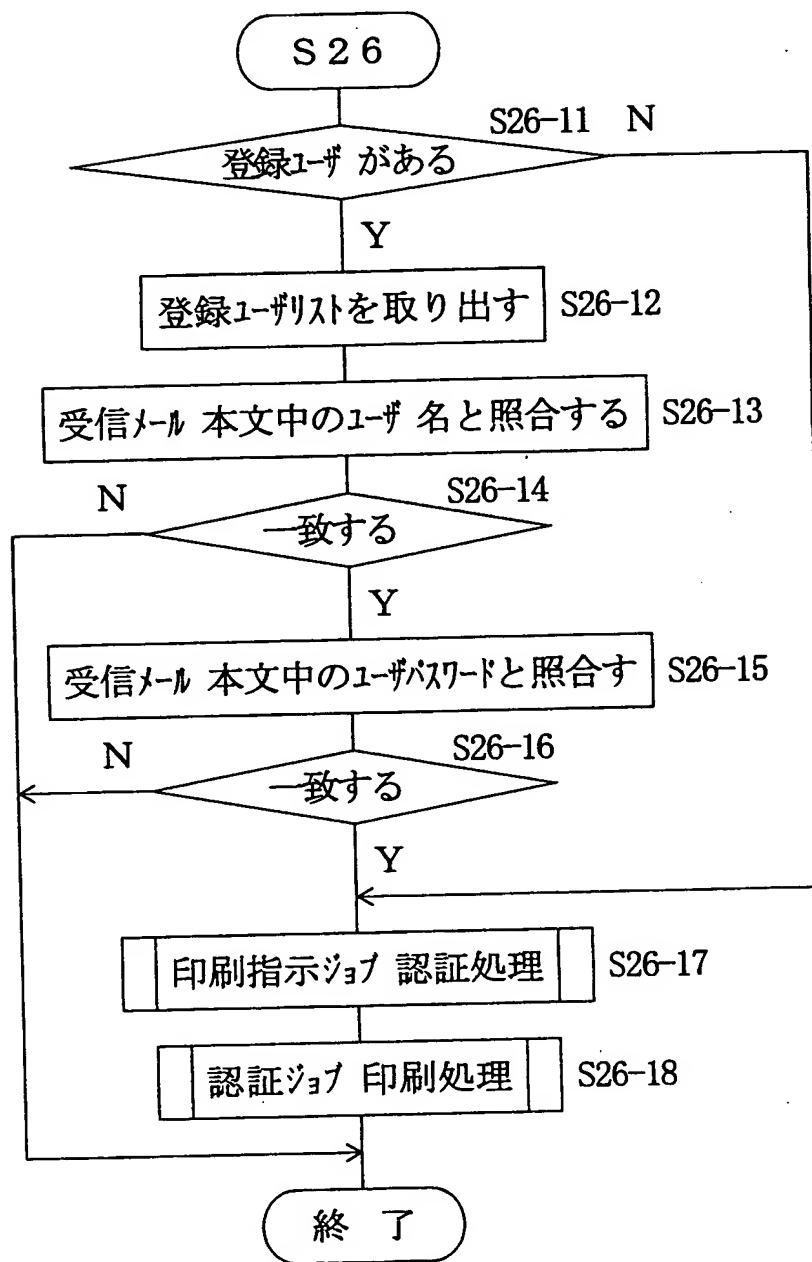 S26
S26-11 N
登録ユーザ がある
Y
登録ユーザリストを取り出す S26-12
受信メール 本文中のユーザ 名と照合する S26-13
N S26-14
一致する
Y
受信メール 本文中のユーザパスワードと照合す S26-15
N S26-16
一致する
Y
印刷指示ジョブ 認証処理 S26-17
認証ジョブ 印刷処理 S26-18
終 了